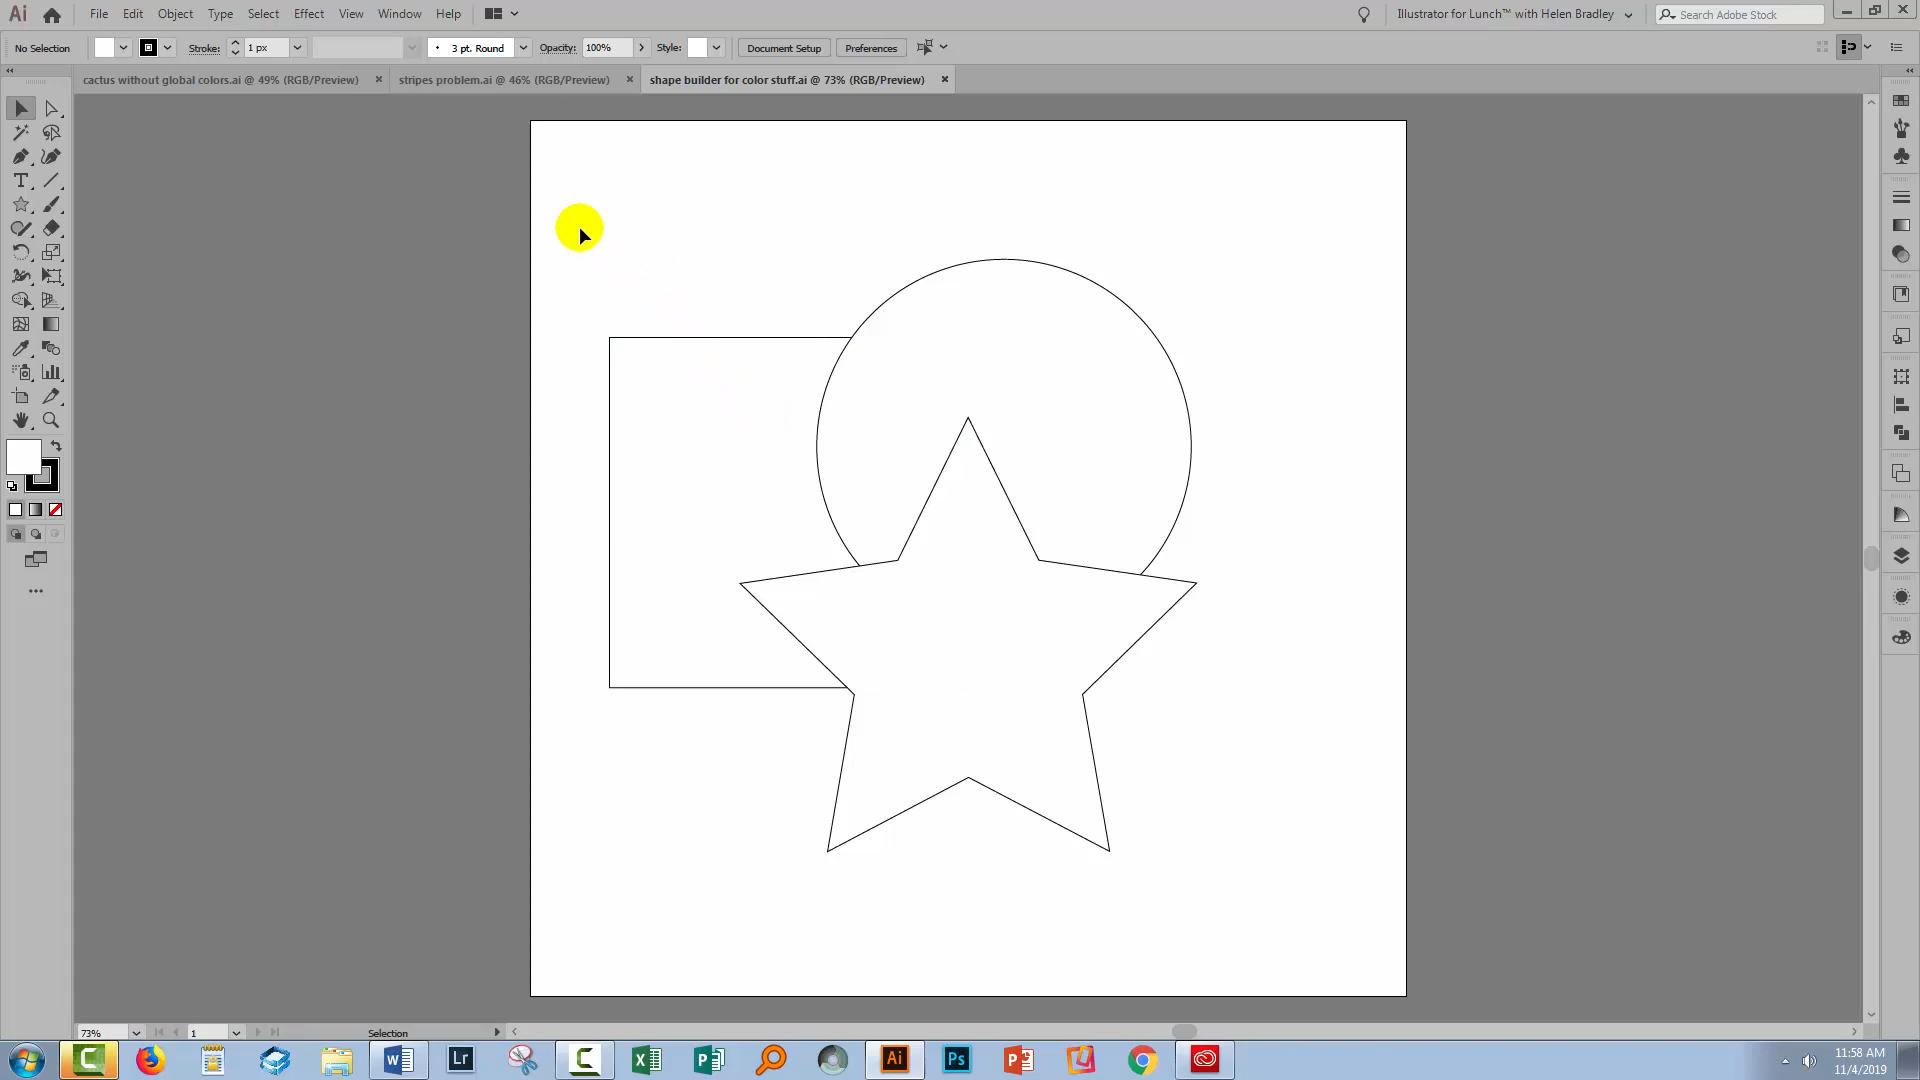 Ai File Edit Object Type Select Effect View Window Help Illustrator for Lunch™ with Helen Bradley Search Adobe Stock
No Selection Stroke: 1 px 3 pt. Round Opacity: 100% Style: Document Setup Preferences
cactus without global colors.ai @ 49% (RGB/Preview) stripes problem.ai @ 46% (RGB/Preview) shape builder for color stuff.ai @ 73% (RGB/Preview)
73% 1 Selection
W Lr Ai Ps
11:58 AM
11/4/2019